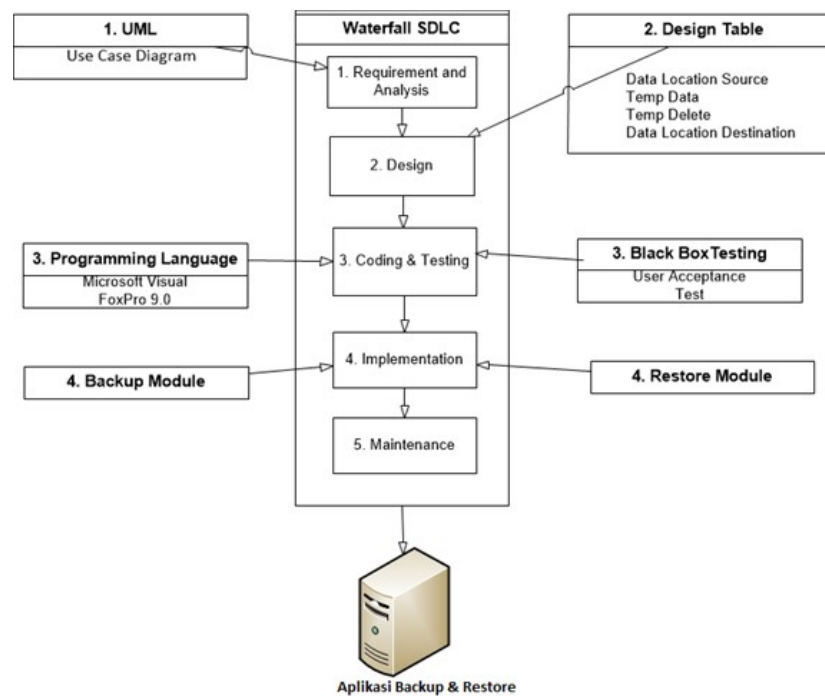 1. UML
Use Case Diagram
Waterfall SDLC
1. Requirement and
Analysis
2. Design
3. Coding & Testing
4. Implementation
5. Maintenance
2. Design Table
Data Location Source
Temp Data
Temp Delete
Data Location Destination
3. Programming Language
Microsoft Visual
FoxPro 9.0
3. Black BoxTesting
User Acceptance
Test
4. Backup Module
4. Restore Module
Aplikasi Backup & Restore